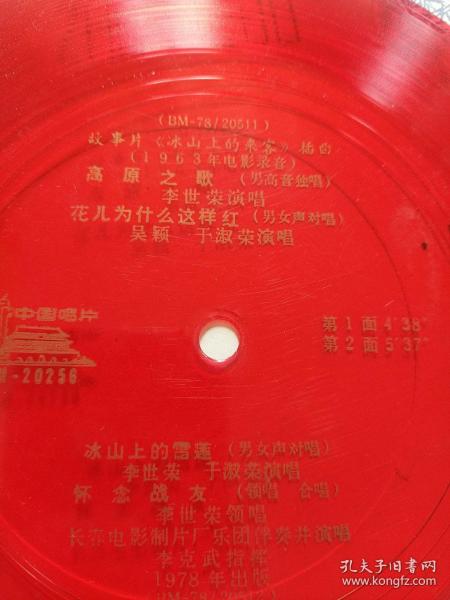 (BM-78/20511)
故事片《冰山上的来客》插曲
(1963年电影录音)
高原之歌 (男高音独唱)
李世荣演唱
花儿为什么这样红 (男女声对唱)
吴颖 于淑荣演唱
中国唱片
-20256
第1面 4′38″
第2面 5′37″
冰山上的雪莲 (男女声对唱)
李世荣 于淑荣演唱
怀念战友 (领唱 合唱)
李世荣领唱
长春电影制片厂乐团伴奏并演唱
李克武指挥
1978年出版
(BM-78/20512)
孔夫子旧书网